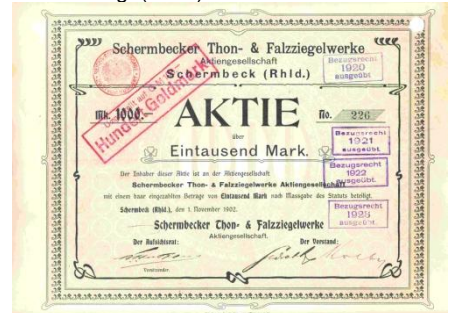 Schermbecker Thon- & Falzziegelwerke
Aktiengesellschaft
Schermbeck (Rhld.)
Bezugsrecht
1920
ausgeübt
Mk. 1000.-
AKTIE
No. 226
Hundert Goldmark
über
Eintausend Mark.
Bezugsrecht
1921
ausgeübt
Der Inhaber dieser Aktie ist an der Aktiengesellschaft
Bezugsrecht
1922
ausgeübt.
Schermbecker Thon- & Falzziegelwerke Aktiengesellschaft
mit einem baar eingezahlten Betrage von Eintausend Mark nach Massgabe des Statuts beteiligt.
Schermbeck (Rhld.), den 1. November 1902.
Bezugsrecht
1923
ausgeübt
Schermbecker Thon- & Falzziegelwerke
Aktiengesellschaft.
Der Aufsichtsrat:
Der Vorstand:
Vorsitzender